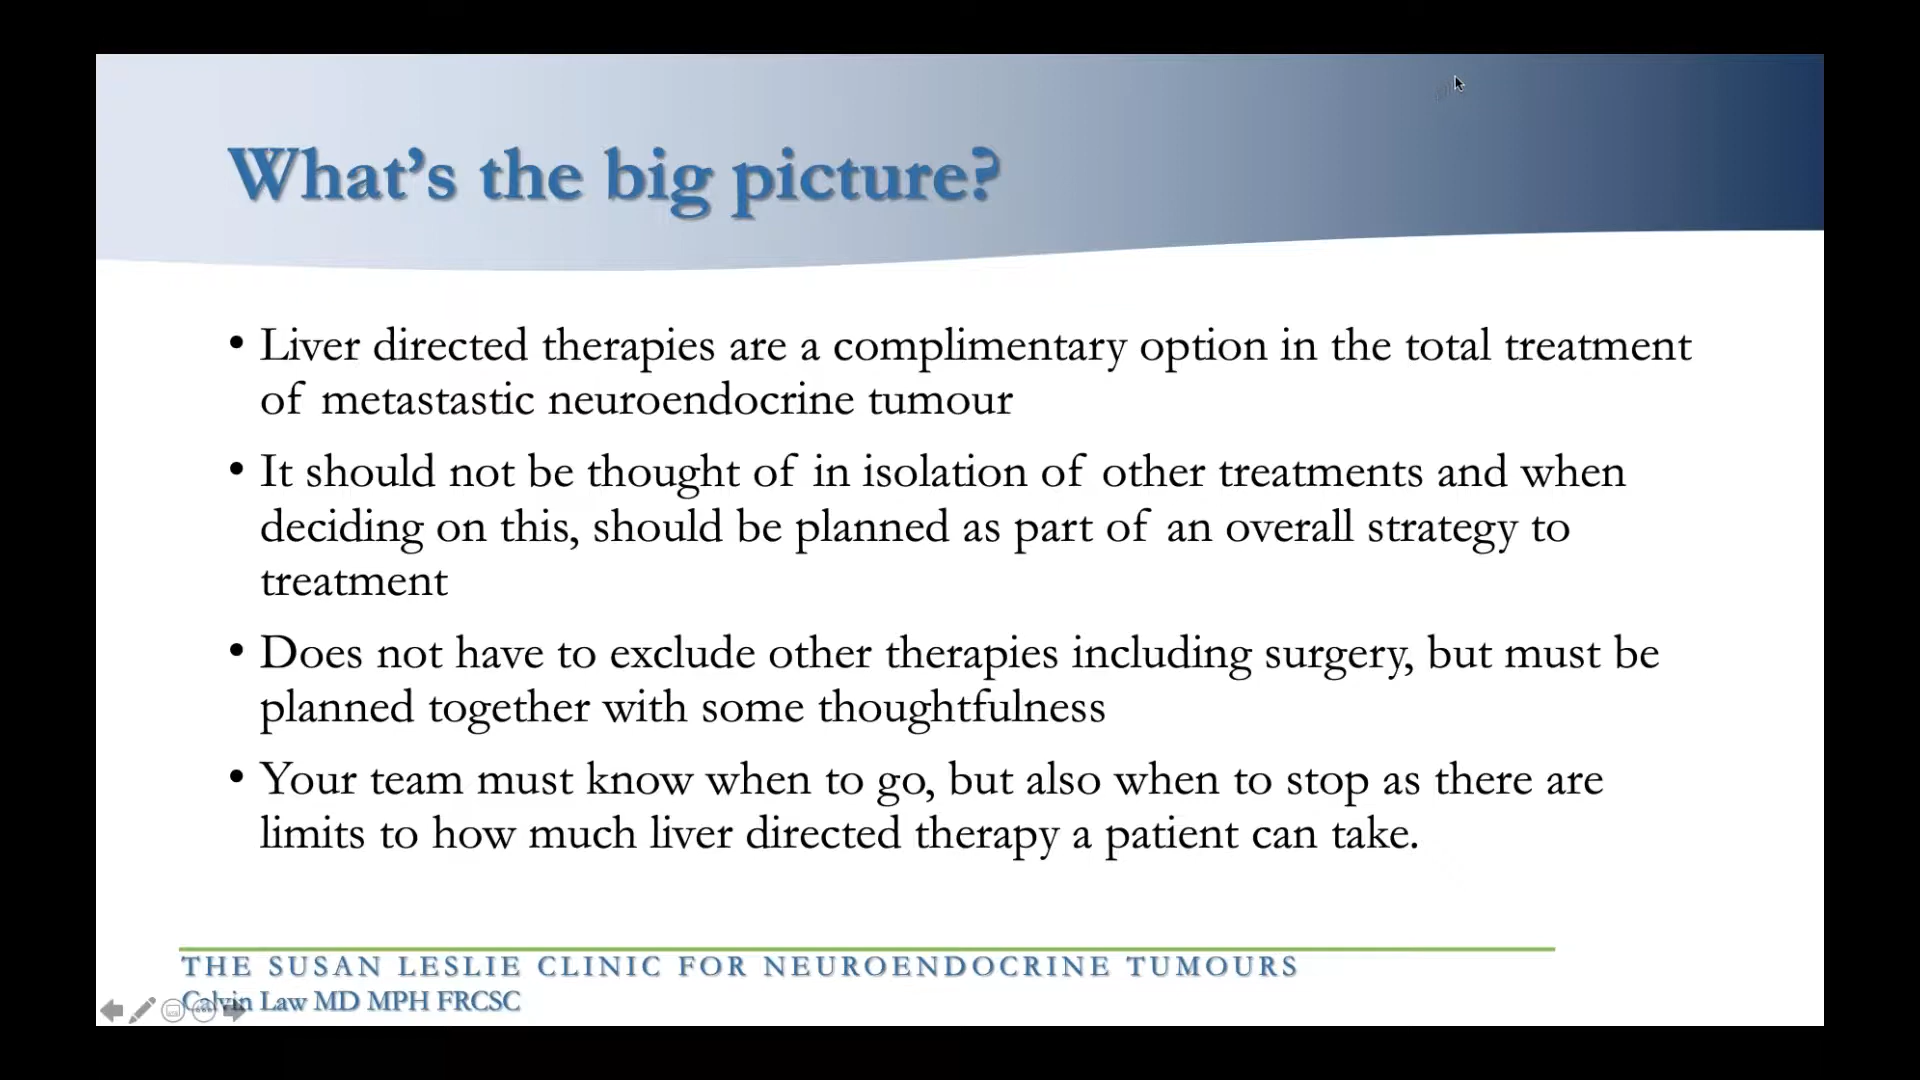 What’s the big picture?
• Liver directed therapies are a complimentary option in the total treatment
of metastastic neuroendocrine tumour
• It should not be thought of in isolation of other treatments and when
deciding on this, should be planned as part of an overall strategy to
treatment
• Does not have to exclude other therapies including surgery, but must be
planned together with some thoughtfulness
• Your team must know when to go, but also when to stop as there are
limits to how much liver directed therapy a patient can take.
THE SUSAN LESLIE CLINIC FOR NEUROENDOCRINE TUMOURS
Calvin Law MD MPH FRCSC